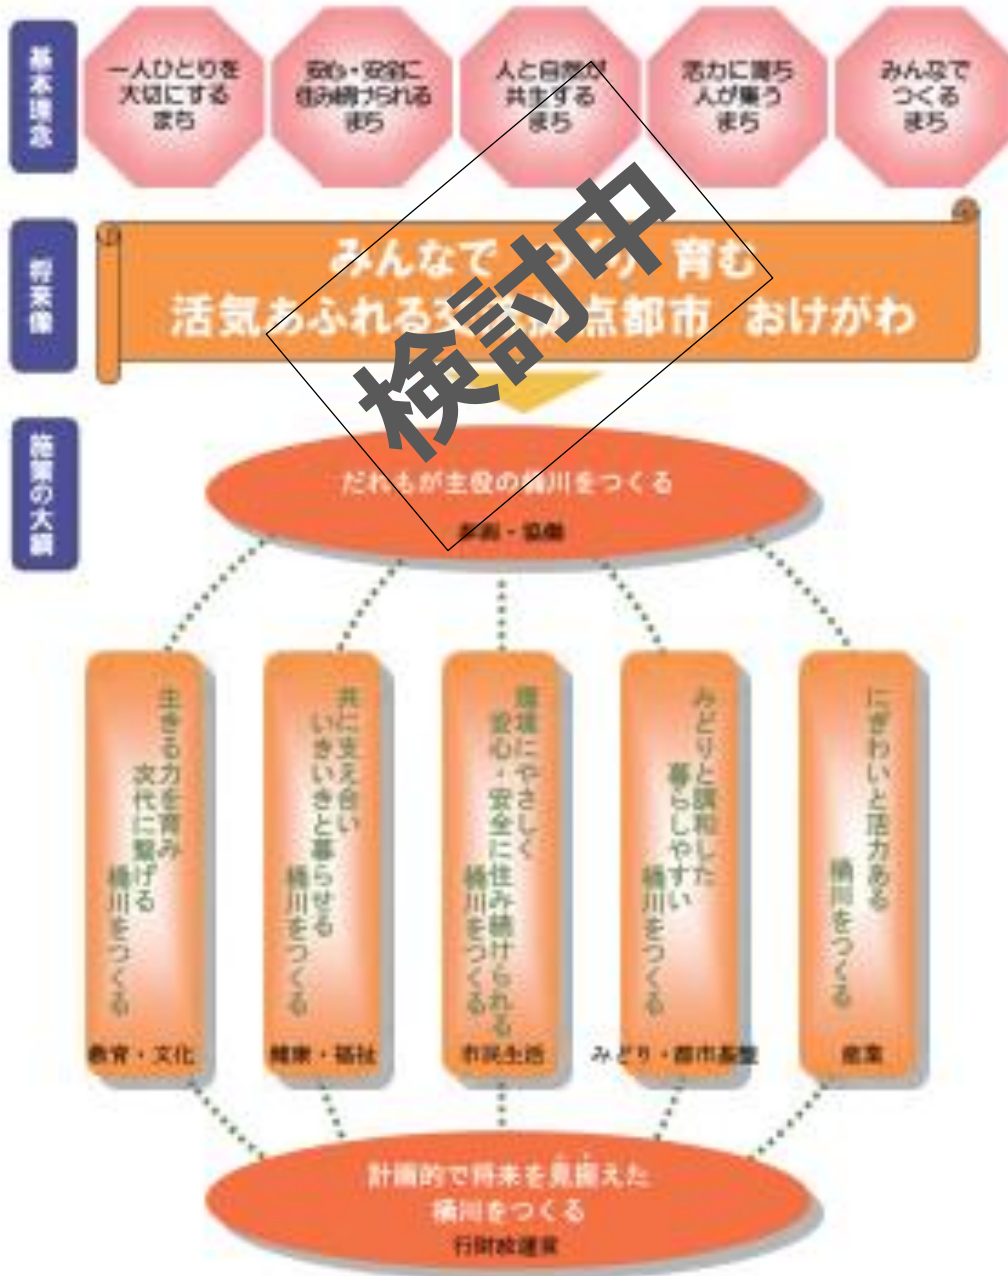 基本理念
一人ひとりを
大切にする
まち
安心・安全に
住み続けられる
まち
人と自然が
共生する
まち
活力に満ち
人が集う
まち
みんなで
つくる
まち
将来像
みんなで つくり 育む
活気あふれる 点都市 おけがわ
検討中
施策の大綱
だれもが主役の桶川をつくる
参画・協働
生きる力を育み
次代に繋げる
桶川をつくる
教育・文化
共に支え合い
いきいきと暮らせる
桶川をつくる
健康・福祉
環境にやさしく
安心・安全に住み続けられる
桶川をつくる
市民生活
みどりと調和した
暮らしやすい
桶川をつくる
みどり・都市基盤
にぎわいと活力ある
桶川をつくる
産業
計画的で将来を見据えた
桶川をつくる
行財政運営